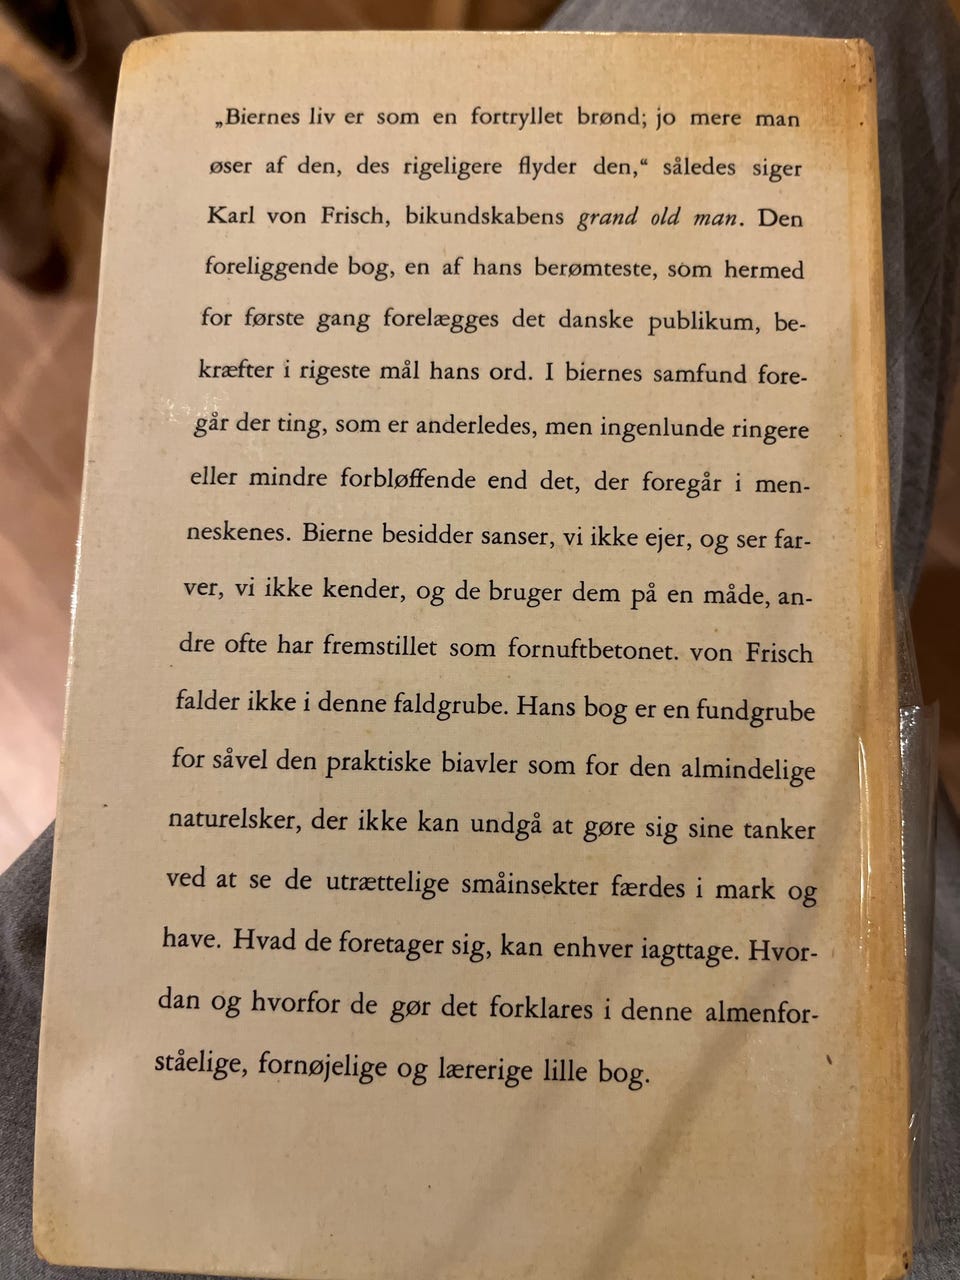 „Biernes liv er som en fortryllet brønd; jo mere man
øser af den, des rigeligere flyder den,“ således siger
Karl von Frisch, bikundskabens grand old man. Den
foreliggende bog, en af hans berømteste, som hermed
for første gang forelægges det danske publikum, be-
kræfter i rigeste mål hans ord. I biernes samfund fore-
går der ting, som er anderledes, men ingenlunde ringere
eller mindre forbløffende end det, der foregår i men-
neskenes. Bierne besidder sanser, vi ikke ejer, og ser far-
ver, vi ikke kender, og de bruger dem på en måde, an-
dre ofte har fremstillet som fornuftbetonet. von Frisch
falder ikke i denne faldgrube. Hans bog er en fundgrube
for såvel den praktiske biavler som for den almindelige
naturelsker, der ikke kan undgå at gøre sig sine tanker
ved at se de utrættelige småinsekter færdes i mark og
have. Hvad de foretager sig, kan enhver iagttage. Hvor-
dan og hvorfor de gør det forklares i denne almenfor-
ståelige, fornøjelige og lærerige lille bog.